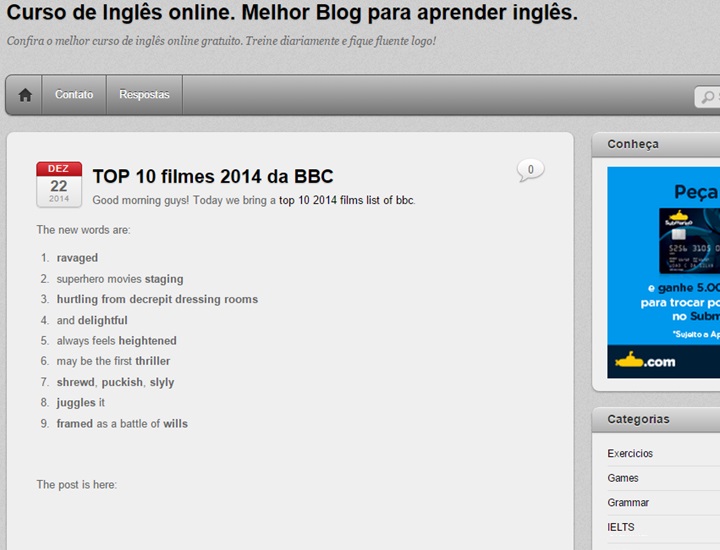 Curso de Inglês online. Melhor Blog para aprender inglês.
Confira o melhor curso de inglês online gratuito. Treine diariamente e fique fluente logo!
Contato Respostas
DEZ
22
2014
TOP 10 filmes 2014 da BBC
0
Good morning guys! Today we bring a top 10 2014 films list of bbc.
The new words are:
1. ravaged
2. superhero movies staging
3. hurtling from decrepit dressing rooms
4. and delightful
5. always feels heightened
6. may be the first thriller
7. shrewd, puckish, slyly
8. juggles it
9. framed as a battle of wills
The post is here:
Conheça
Peça
Submarino
5256 3105
e ganhe 5.00
para trocar po
no Subm
*Sujeito a Ap
.com
Categorias
Exercicios
Games
Grammar
IELTS